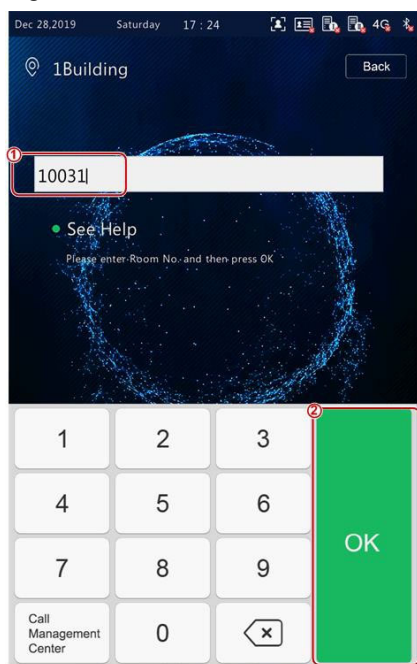 Dec 28,2019 Saturday 17 : 24 4G
1Building
Back
1
10031
See Help
Please enter Room No. and then press OK
2
1 2 3
4 5 6
OK
7 8 9
Call
Management
Center
0